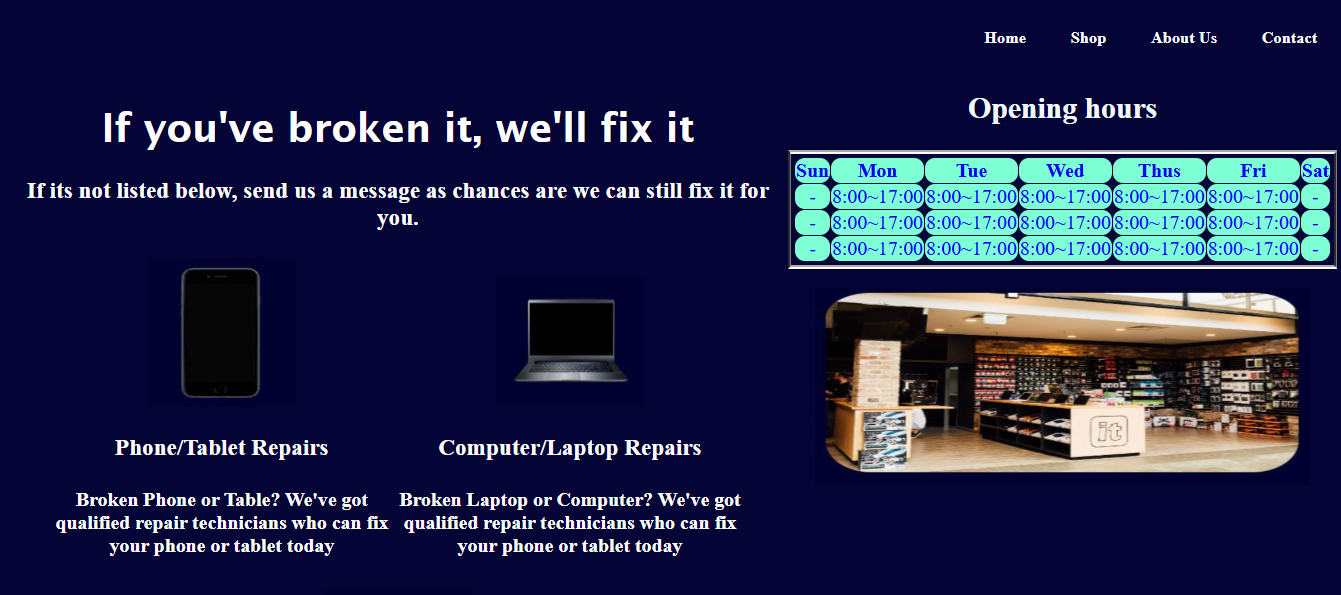 Home Shop About Us Contact
If you've broken it, we'll fix it
If its not listed below, send us a message as chances are we can still fix it for
you.
Phone/Tablet Repairs
Broken Phone or Table? We've got
qualified repair technicians who can fix
your phone or tablet today
Computer/Laptop Repairs
Broken Laptop or Computer? We've got
qualified repair technicians who can fix
your phone or tablet today
Opening hours
Sun Mon Tue Wed Thus Fri Sat
- 8:00~17:00 8:00~17:00 8:00~17:00 8:00~17:00 8:00~17:00 -
- 8:00~17:00 8:00~17:00 8:00~17:00 8:00~17:00 8:00~17:00 -
- 8:00~17:00 8:00~17:00 8:00~17:00 8:00~17:00 8:00~17:00 -
it